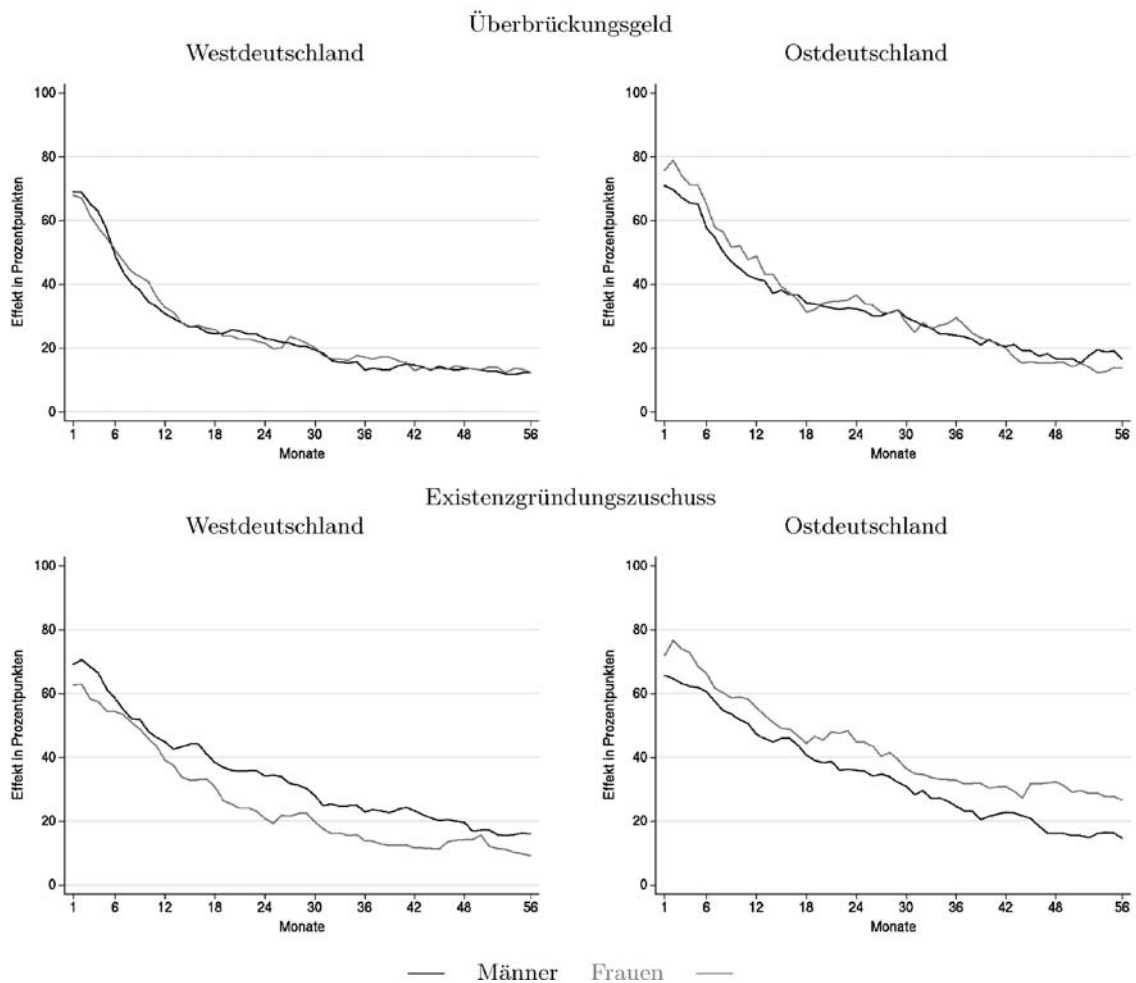 Überbrückungsgeld
Westdeutschland
Effekt in Prozentpunkten
100
80
60
40
20
0
1 6 12 18 24 30 36 42 48 56
Monate
Ostdeutschland
Effekt in Prozentpunkten
100
80
60
40
20
0
1 6 12 18 24 30 36 42 48 56
Monate
Existenzgründungszuschuss
Westdeutschland
Effekt in Prozentpunkten
100
80
60
40
20
0
1 6 12 18 24 30 36 42 48 56
Monate
Ostdeutschland
Effekt in Prozentpunkten
100
80
60
40
20
0
1 6 12 18 24 30 36 42 48 56
Monate
Männer Frauen